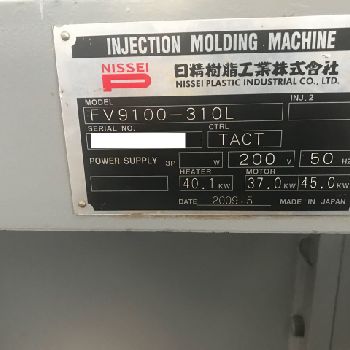 INJECTION MOLDING MACHINE
NISSEI 日精樹脂工業株式会社
NISSEI PLASTIC INDUSTRIAL CO., LTD.
MODEL INJ. 2
FV9100-310L
SERIAL NO. CTRL
TACT
POWER SUPPLY 3P W 200 V 50 HZ
HEATER MOTOR
40.1 KW 37.0 KW 45.0 KW
DATE 2009-5 MADE IN JAPAN